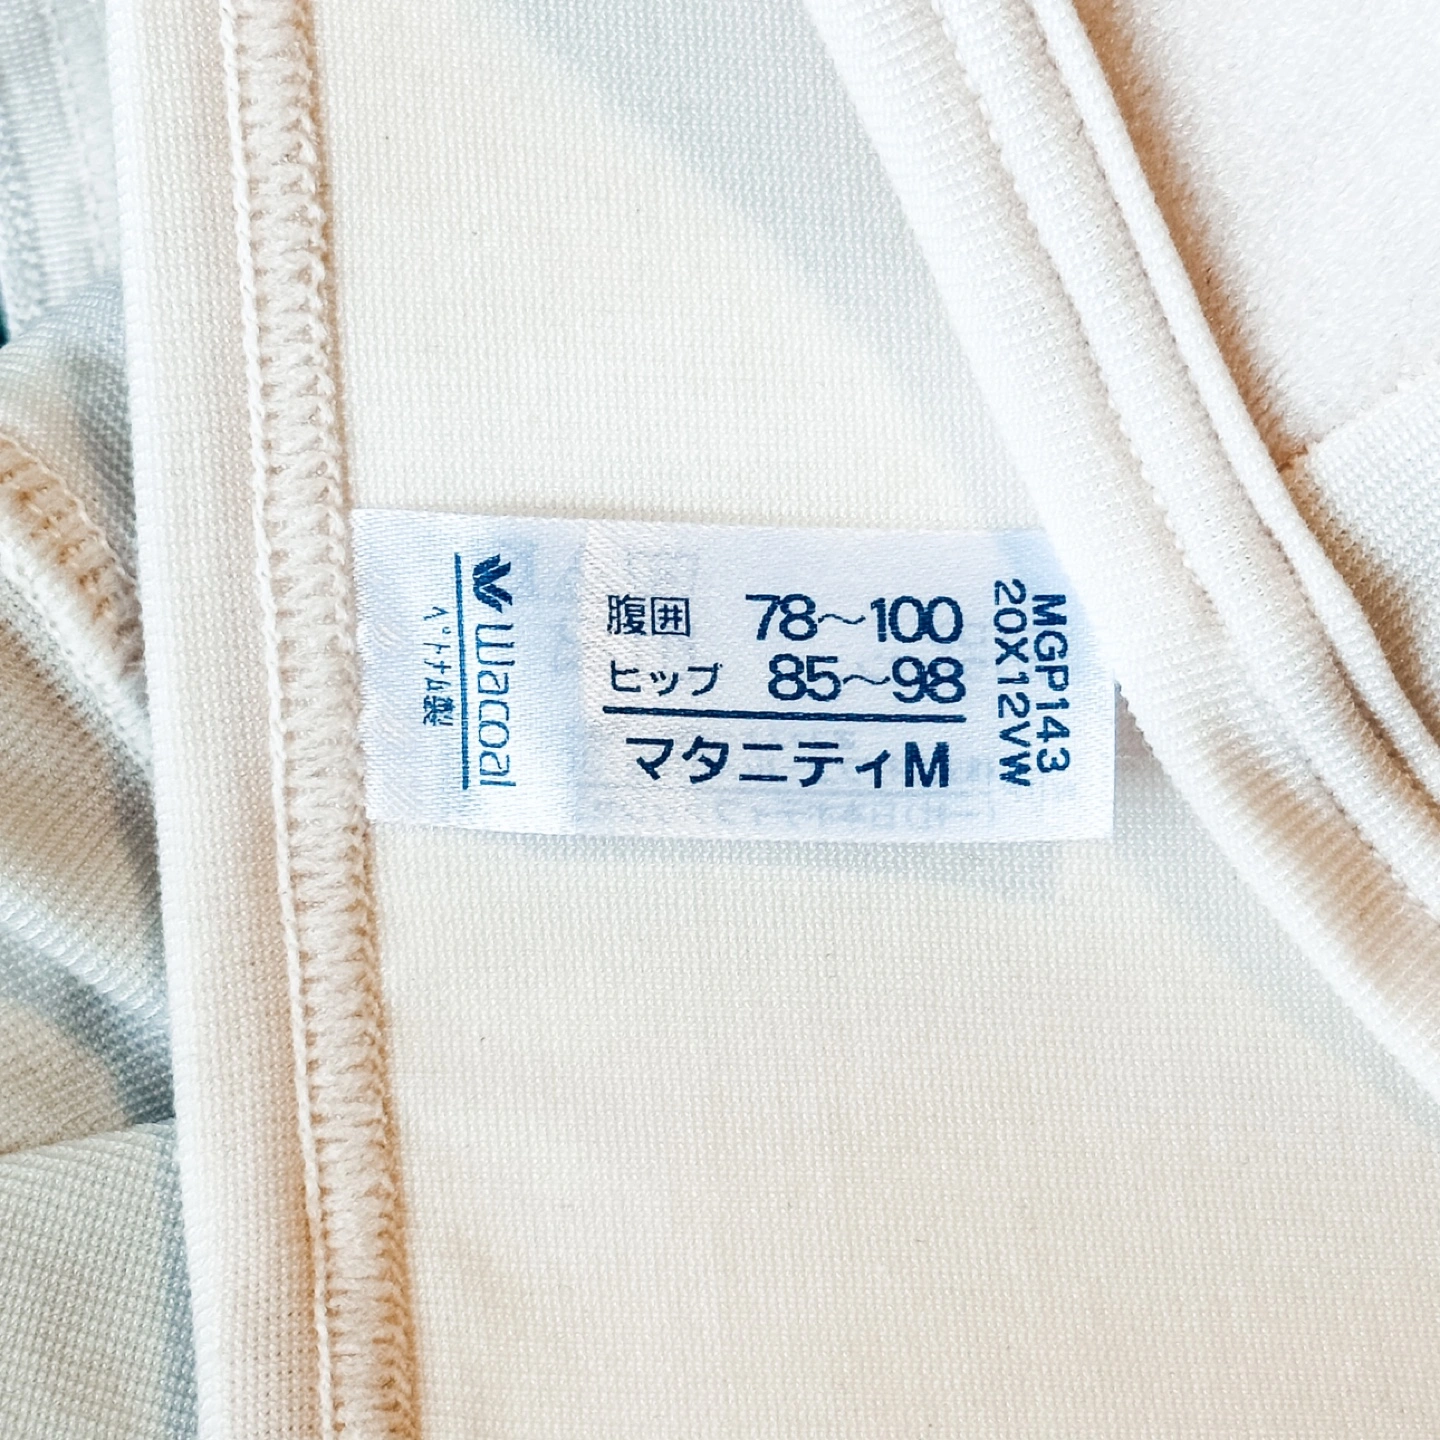 Wacoal
ベトナム製
腹囲 78～100
ヒップ 85～98
マタニティM
MGP143
20X12VW